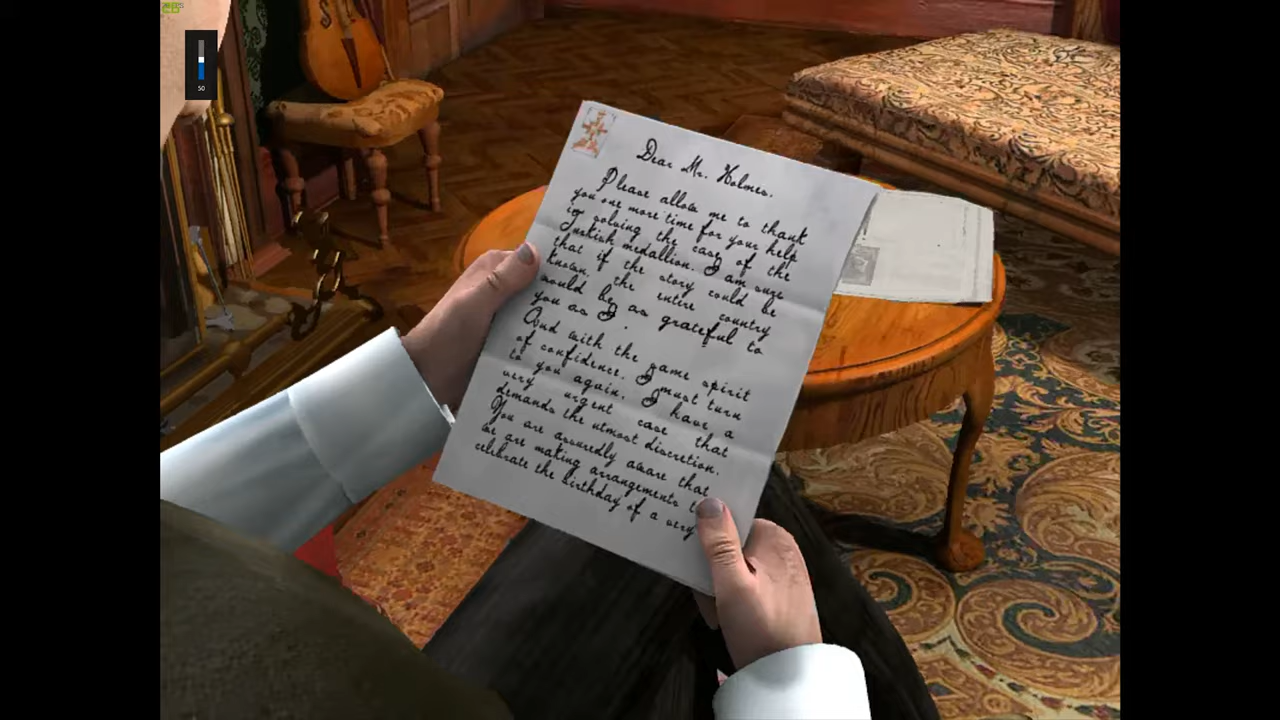 50
Dear Mr. Holmes.
Please allow me to thank
you one more time for your help
in solving the case of the
Turkish medallion. I am sure
that if the story could be
known, the entire country
would be as grateful to
you as I.
And with the same spirit
of confidence. I must turn
to you again. I have a
very urgent case that
demands the utmost discretion.
You are assuredly aware that
we are making arrangements
celebrate the birthday of a very